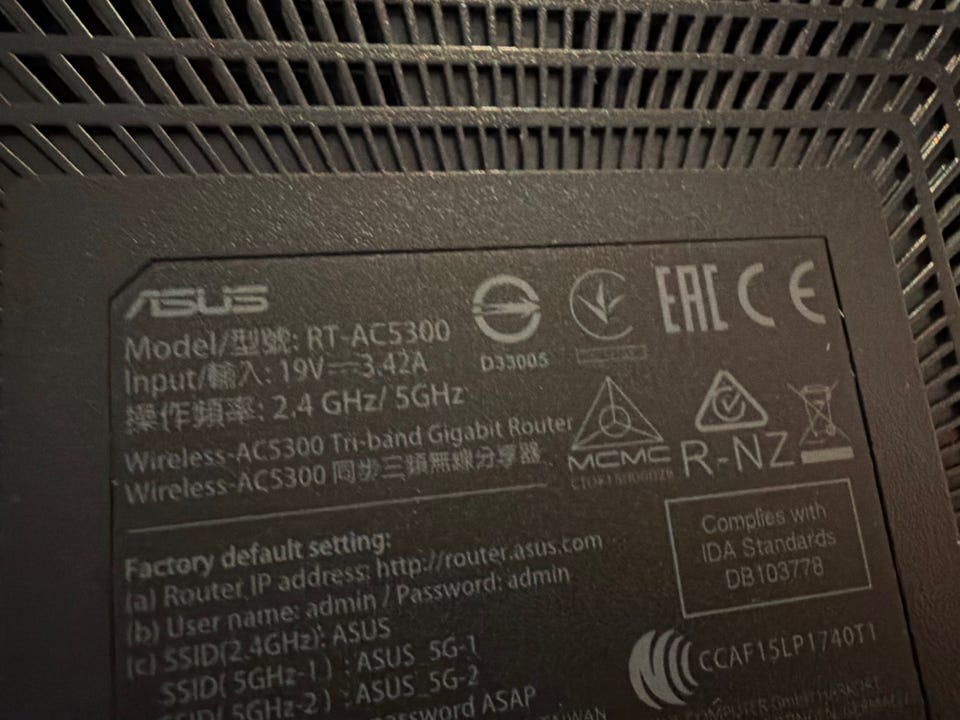 ASUS
Model/型號: RT-AC5300
Input/輸入: 19V⎓3.42A
操作頻率: 2.4 GHz/ 5GHz
Wireless-AC5300 Tri-band Gigabit Router
Wireless-AC5300 同步三頻無線分享器
D33005
EAC CE
MCMC
R-NZ
Complies with
IDA Standards
DB103778
Factory default setting:
(a) Router IP address: http://router.asus.com
(b) User name: admin / Password: admin
(c) SSID(2.4GHz): ASUS
SSID( 5GHz-1 ) : ASUS_5G-1
SSID( 5GHz-2 ) : ASUS_5G-2
Password ASAP
CCAF15LP1740T1
COMPUTER GmbH
TAIWAN